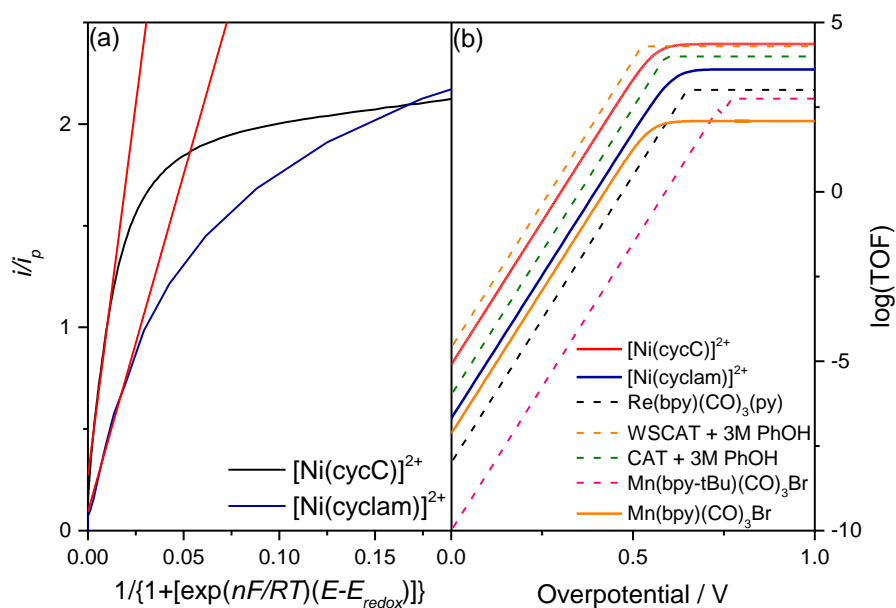 (a)
i/i_p
2
1
0
0.00
0.05
0.10
0.15
[Ni(cycC)]²⁺
[Ni(cyclam)]²⁺
1/{1+[exp(nF/RT)(E-E_redox)]}
(b)
log(TOF)
5
0
-5
-10
0.0
0.5
1.0
[Ni(cycC)]²⁺
[Ni(cyclam)]²⁺
Re(bpy)(CO)₃(py)
WSCAT + 3M PhOH
CAT + 3M PhOH
Mn(bpy-tBu)(CO)₃Br
Mn(bpy)(CO)₃Br
Overpotential / V